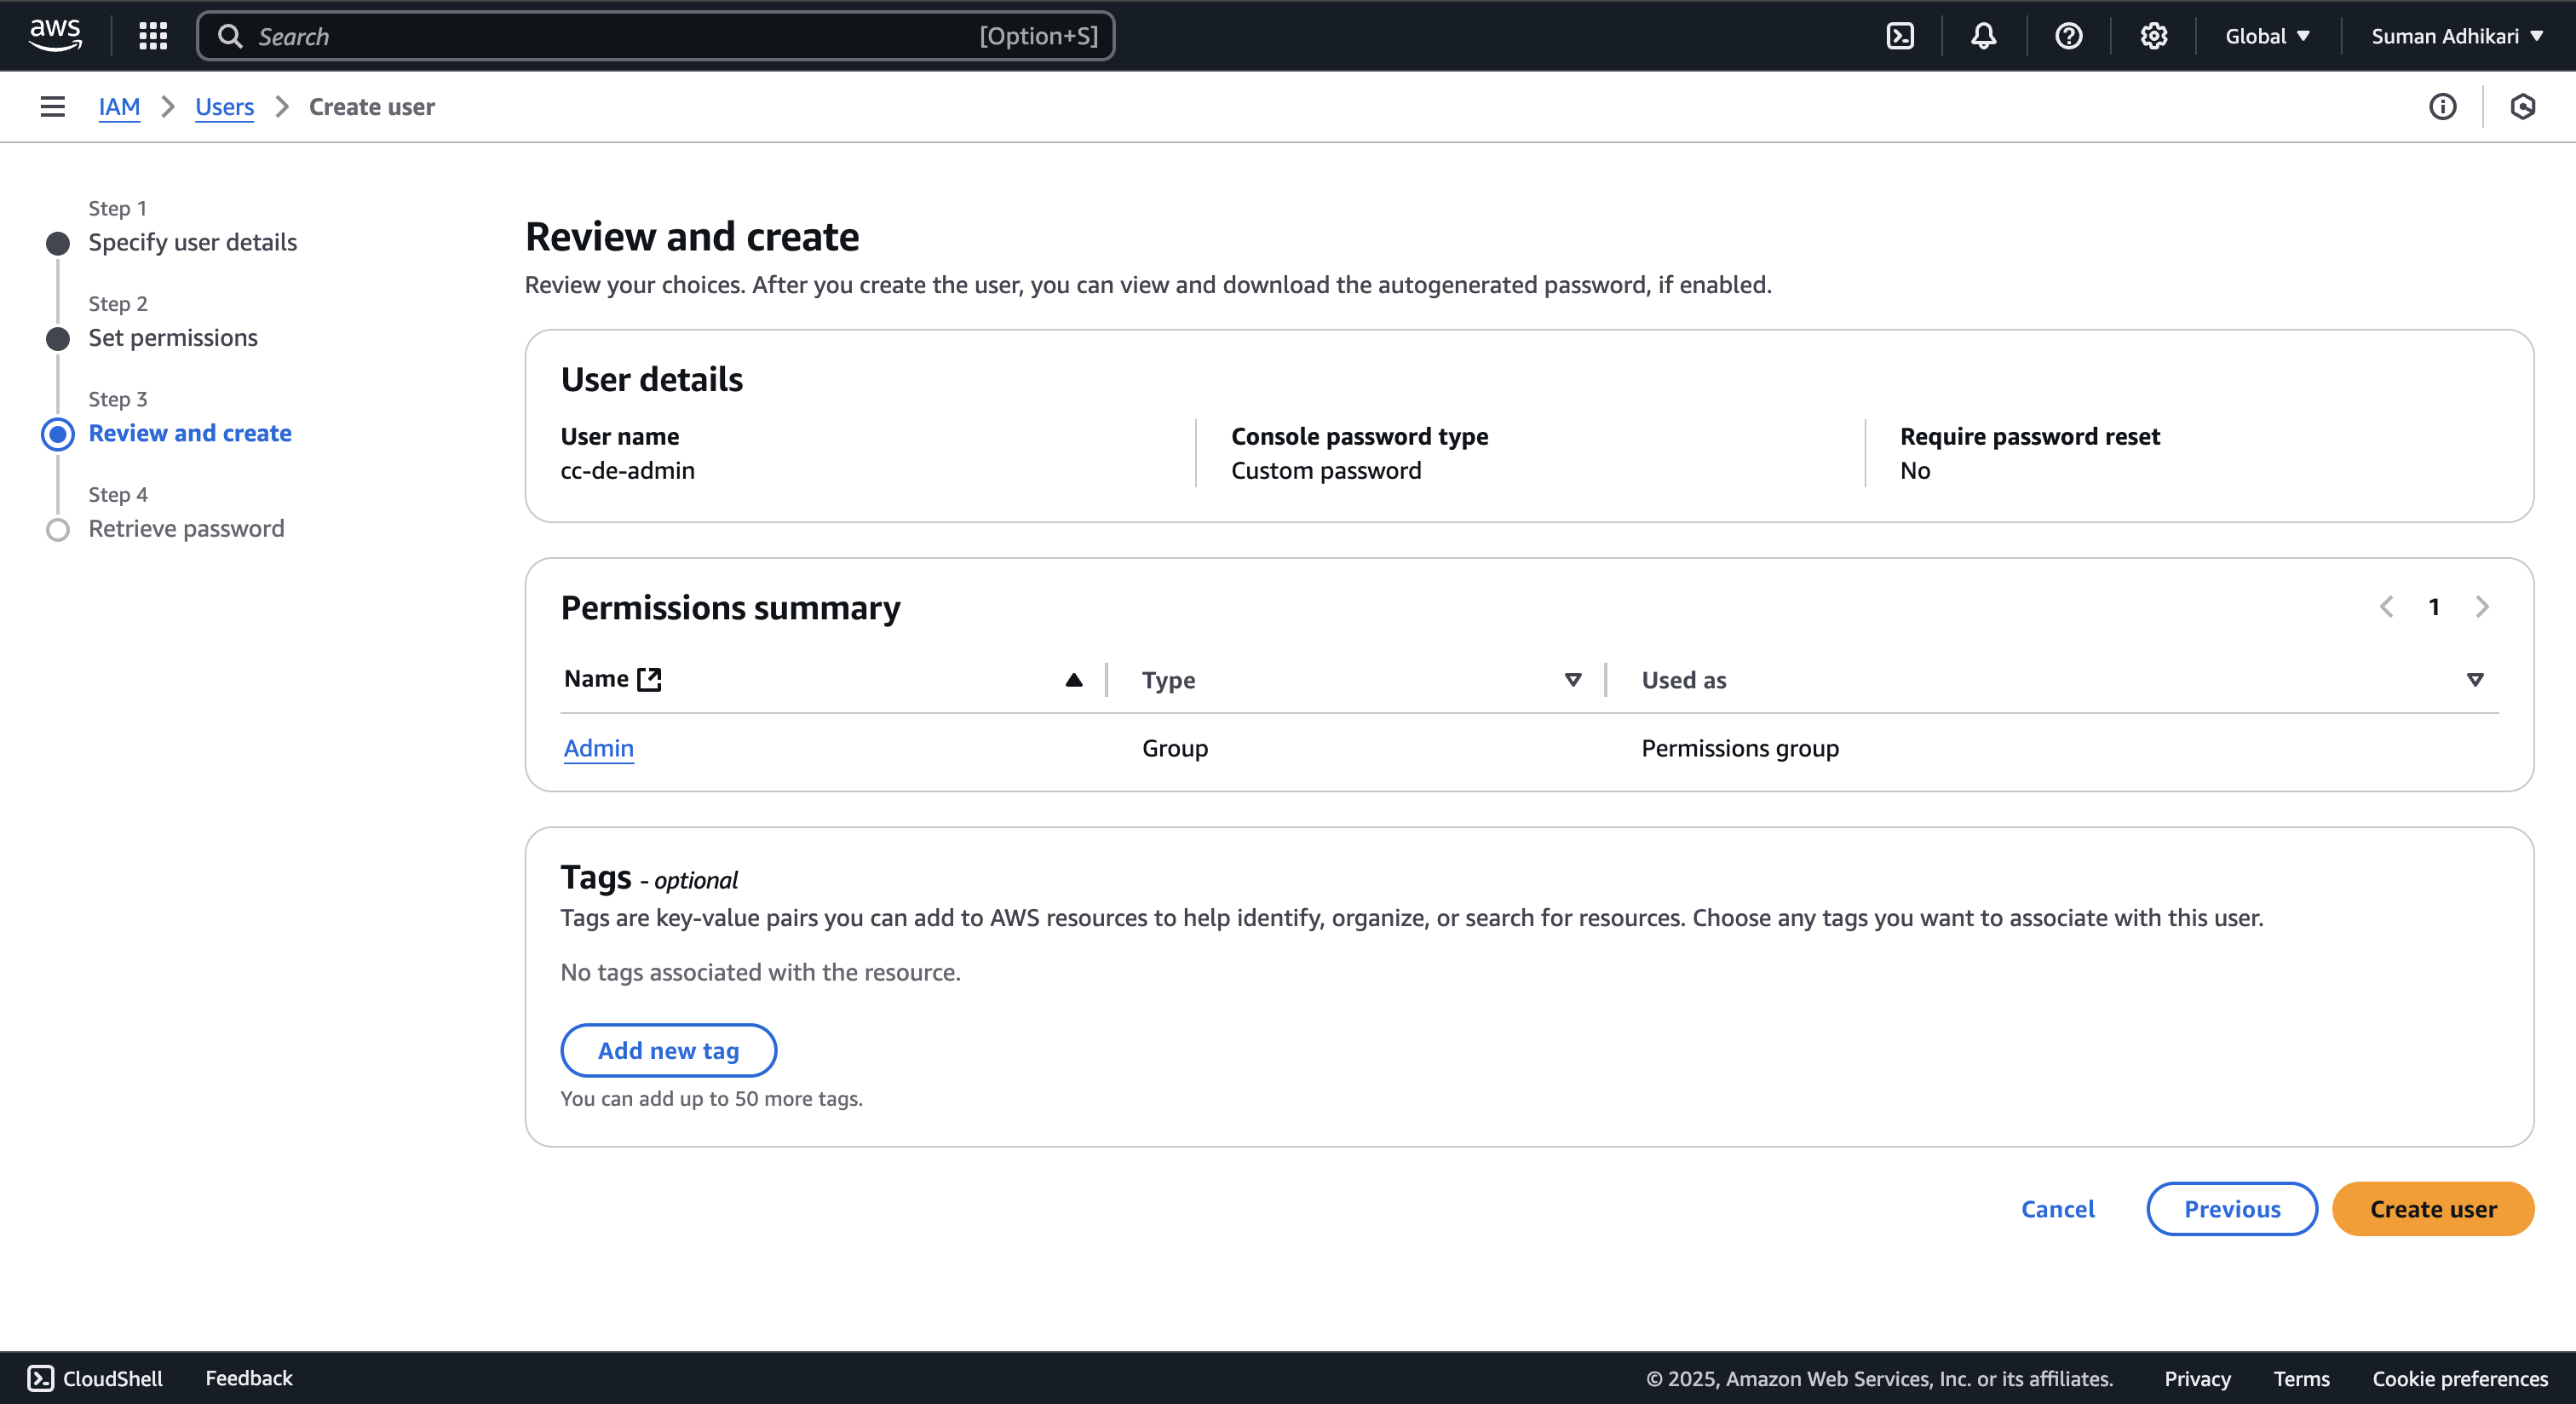 aws
Search [Option+S]
Global
Suman Adhikari
IAM > Users > Create user
Step 1
Specify user details
Step 2
Set permissions
Step 3
Review and create
Step 4
Retrieve password
Review and create
Review your choices. After you create the user, you can view and download the autogenerated password, if enabled.
User details
User name
cc-de-admin
Console password type
Custom password
Require password reset
No
Permissions summary
1
Name Type Used as
Admin Group Permissions group
Tags - optional
Tags are key-value pairs you can add to AWS resources to help identify, organize, or search for resources. Choose any tags you want to associate with this user.
No tags associated with the resource.
Add new tag
You can add up to 50 more tags.
Cancel Previous Create user
CloudShell Feedback © 2025, Amazon Web Services, Inc. or its affiliates. Privacy Terms Cookie preferences